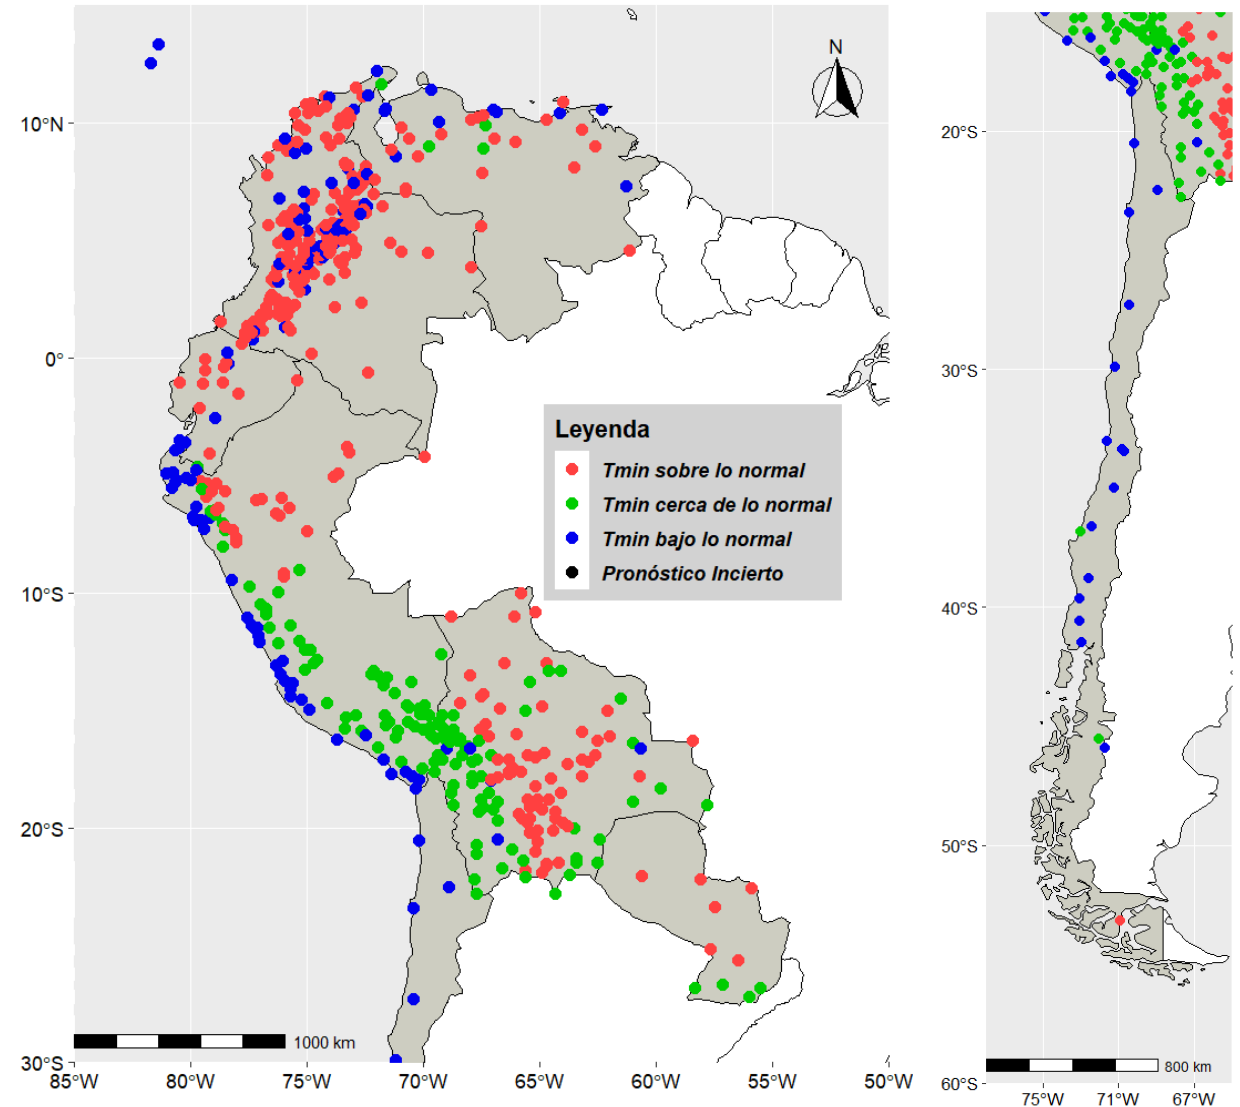 N
10°N
0°
10°S
20°S
30°S
85°W 80°W 75°W 70°W 65°W 60°W 55°W 50°W
1000 km
Leyenda
Tmin sobre lo normal
Tmin cerca de lo normal
Tmin bajo lo normal
Pronóstico Incierto
20°S
30°S
40°S
50°S
60°S
75°W 71°W 67°W
800 km